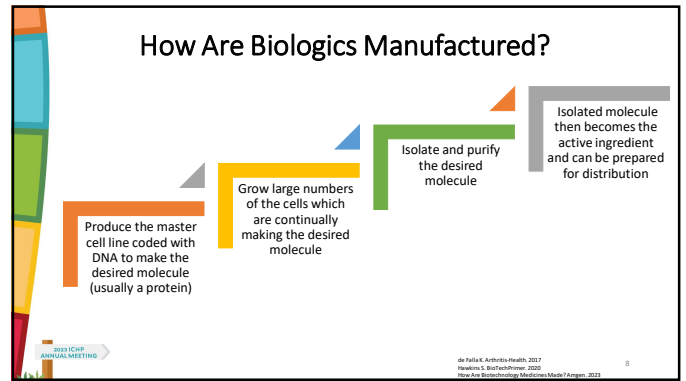 How Are Biologics Manufactured?
Produce the master
cell line coded with
DNA to make the
desired molecule
(usually a protein)
Grow large numbers
of the cells which
are continually
making the desired
molecule
Isolate and purify
the desired
molecule
Isolated molecule
then becomes the
active ingredient
and can be prepared
for distribution
2023 ICHP
ANNUAL MEETING
de Falla K. Arthritis-Health. 2017
Hawkins S. BioTechPrimer. 2020
How Are Biotechnology Medicines Made? Amgen. 2023
8